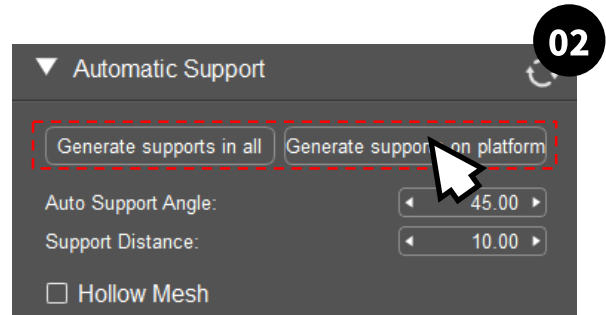 02
Automatic Support
Generate supports in all Generate support on platform
Auto Support Angle: 45.00
Support Distance: 10.00
Hollow Mesh